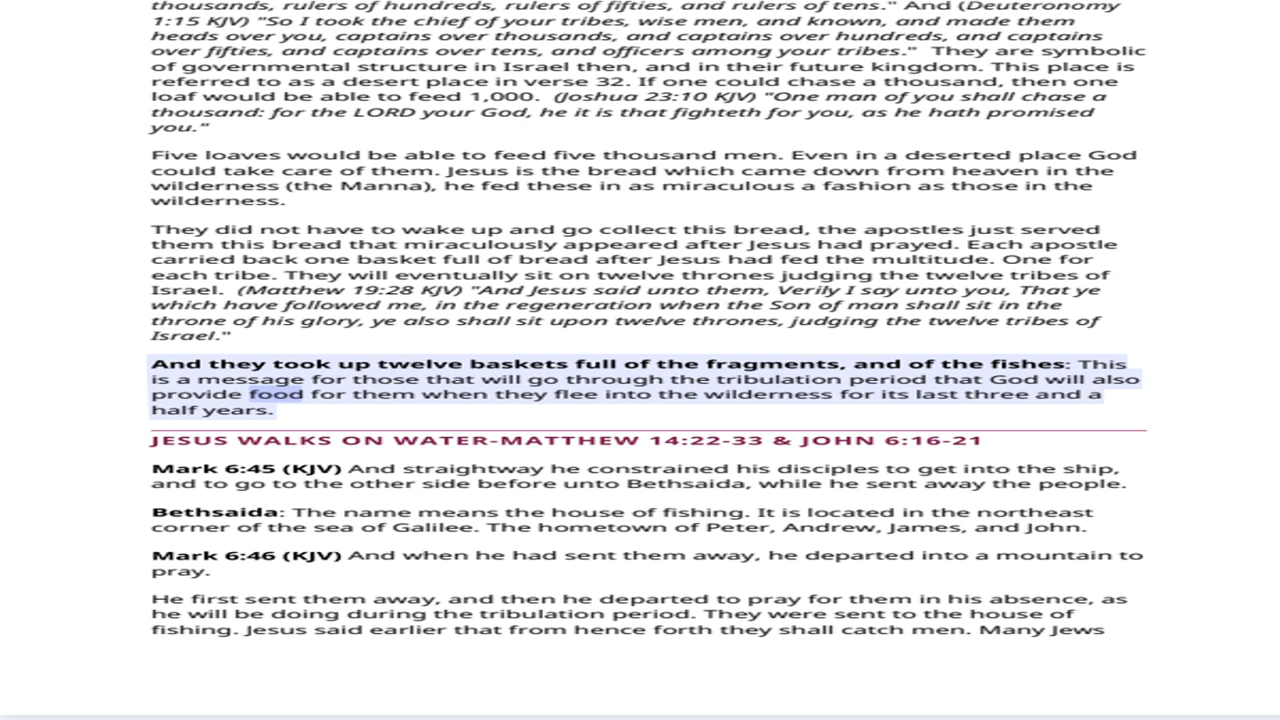 thousands, rulers of hundreds, rulers of fifties, and rulers of tens." And (Deuteronomy
1:15 KJV) "So I took the chief of your tribes, wise men, and known, and made them
heads over you, captains over thousands, and captains over hundreds, and captains
over fifties, and captains over tens, and officers among your tribes."  They are symbolic
of governmental structure in Israel then, and in their future kingdom. This place is
referred to as a desert place in verse 32. If one could chase a thousand, then one
loaf would be able to feed 1,000.  (Joshua 23:10 KJV) "One man of you shall chase a
thousand: for the LORD your God, he it is that fighteth for you, as he hath promised
you."
Five loaves would be able to feed five thousand men. Even in a deserted place God
could take care of them. Jesus is the bread which came down from heaven in the
wilderness (the Manna), he fed these in as miraculous a fashion as those in the
wilderness.
They did not have to wake up and go collect this bread, the apostles just served
them this bread that miraculously appeared after Jesus had prayed. Each apostle
carried back one basket full of bread after Jesus had fed the multitude. One for
each tribe. They will eventually sit on twelve thrones judging the twelve tribes of
Israel.  (Matthew 19:28 KJV) "And Jesus said unto them, Verily I say unto you, That ye
which have followed me, in the regeneration when the Son of man shall sit in the
throne of his glory, ye also shall sit upon twelve thrones, judging the twelve tribes of
Israel."
And they took up twelve baskets full of the fragments, and of the fishes: This
is a message for those that will go through the tribulation period that God will also
provide food for them when they flee into the wilderness for its last three and a
half years.
JESUS WALKS ON WATER-MATTHEW 14:22-33 & JOHN 6:16-21
Mark 6:45 (KJV) And straightway he constrained his disciples to get into the ship,
and to go to the other side before unto Bethsaida, while he sent away the people.
Bethsaida: The name means the house of fishing. It is located in the northeast
corner of the sea of Galilee. The hometown of Peter, Andrew, James, and John.
Mark 6:46 (KJV) And when he had sent them away, he departed into a mountain to
pray.
He first sent them away, and then he departed to pray for them in his absence, as
he will be doing during the tribulation period. They were sent to the house of
fishing. Jesus said earlier that from hence forth they shall catch men. Many Jews